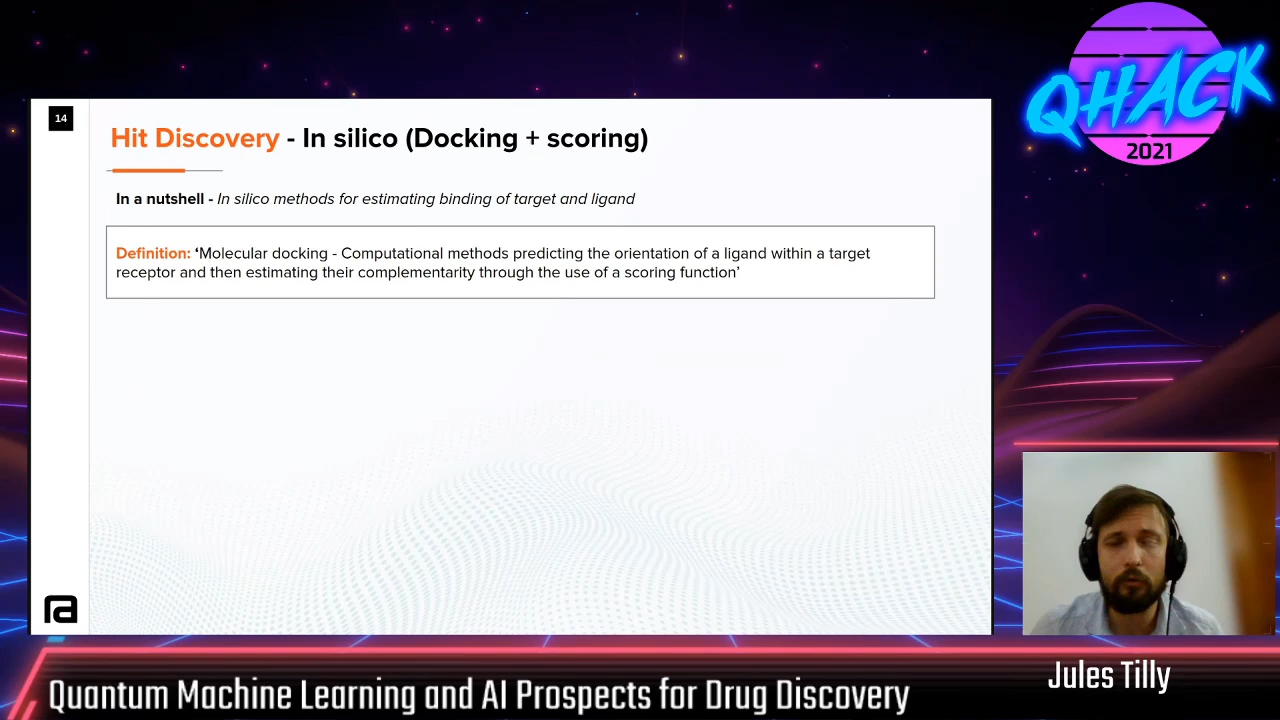 14
Hit Discovery - In silico (Docking + scoring)
In a nutshell - In silico methods for estimating binding of target and ligand
Definition: ‘Molecular docking - Computational methods predicting the orientation of a ligand within a target
receptor and then estimating their complementarity through the use of a scoring function’
QHACK
2021
ra
Jules Tilly
Quantum Machine Learning and AI Prospects for Drug Discovery